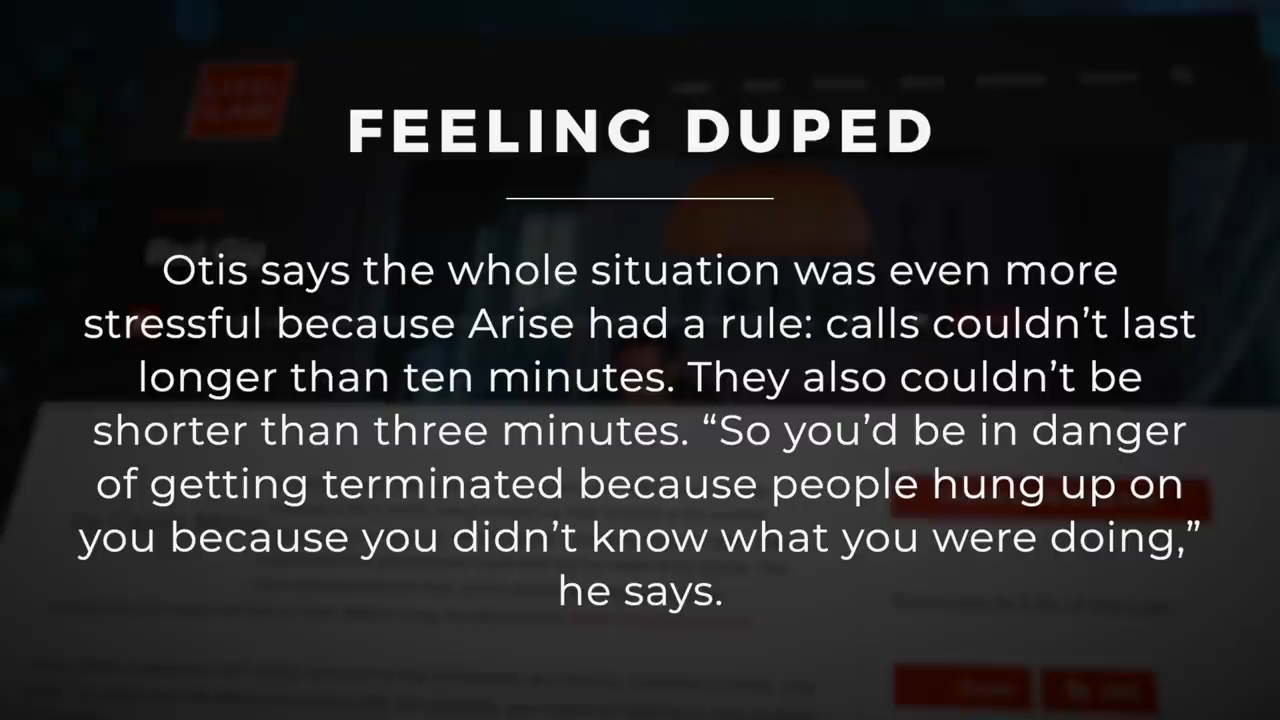 FEELING DUPED
Otis says the whole situation was even more
stressful because Arise had a rule: calls couldn’t last
longer than ten minutes. They also couldn’t be
shorter than three minutes. “So you’d be in danger
of getting terminated because people hung up on
you because you didn’t know what you were doing,”
he says.